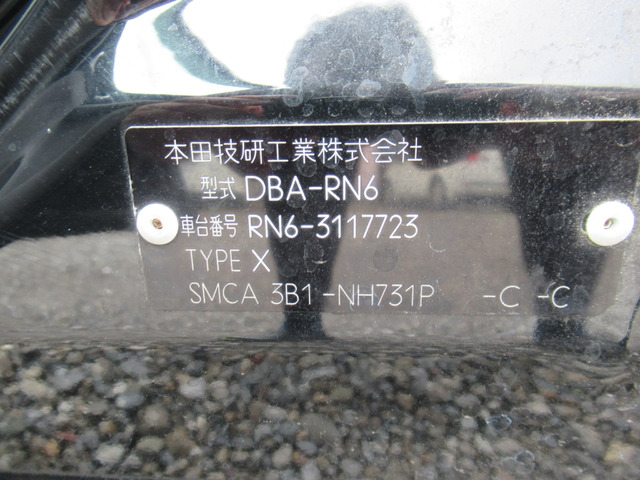 本田技研工業株式会社
型式 DBA-RN6
車台番号 RN6-3117723
TYPE X
SMCA 3B1-NH731P -C -C